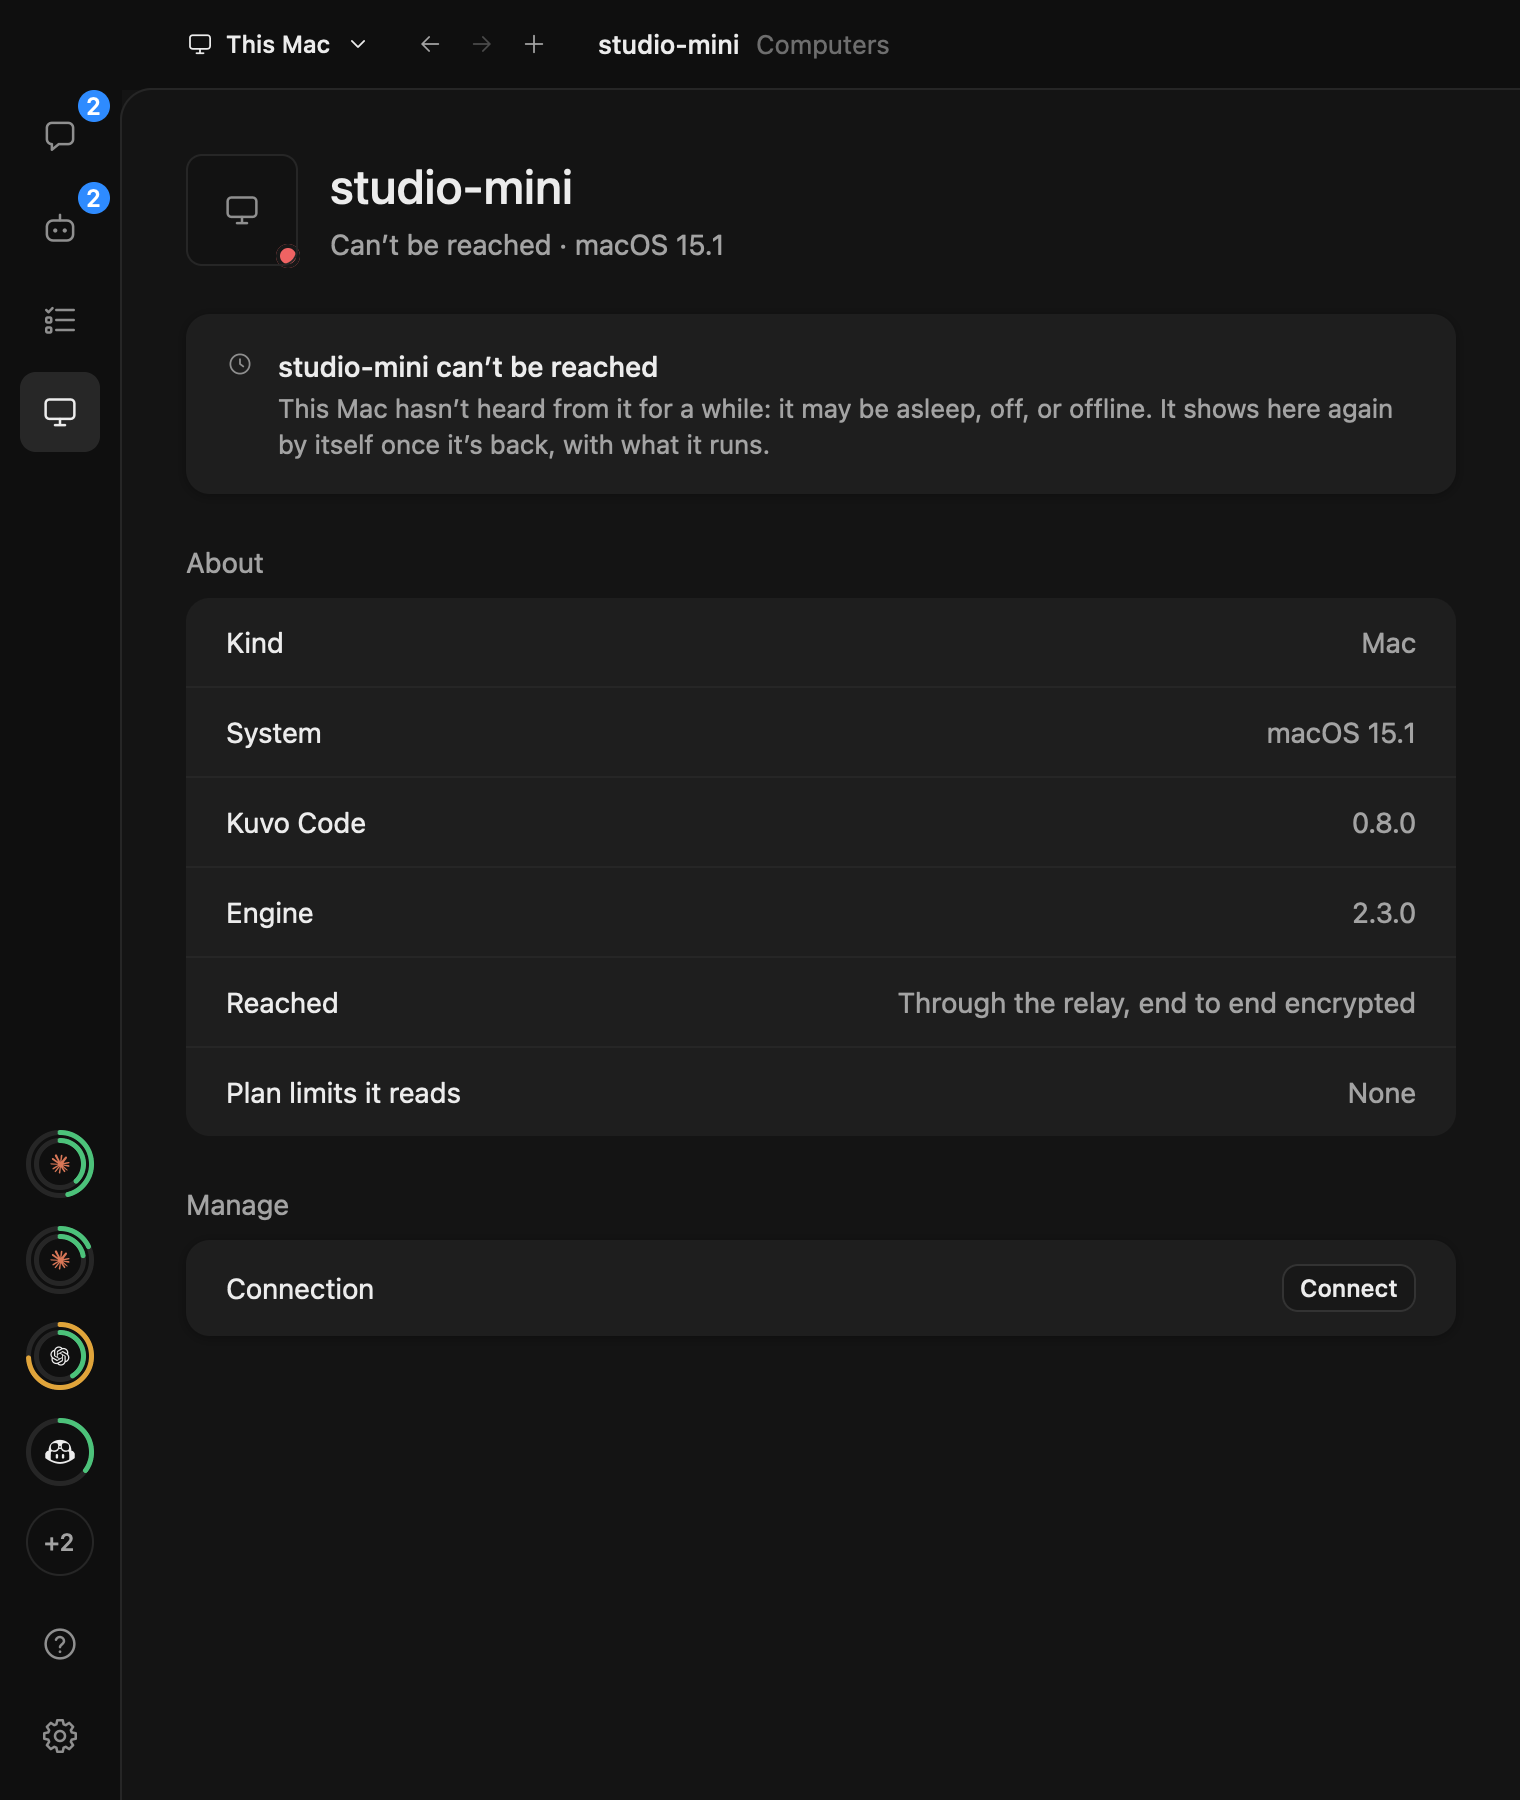 This Mac
studio-mini Computers
2
2
studio-mini
Can’t be reached · macOS 15.1
studio-mini can’t be reached
This Mac hasn’t heard from it for a while: it may be asleep, off, or offline. It shows here again
by itself once it’s back, with what it runs.
About
Kind Mac
System macOS 15.1
Kuvo Code 0.8.0
Engine 2.3.0
Reached Through the relay, end to end encrypted
Plan limits it reads None
Manage
Connection Connect
+2